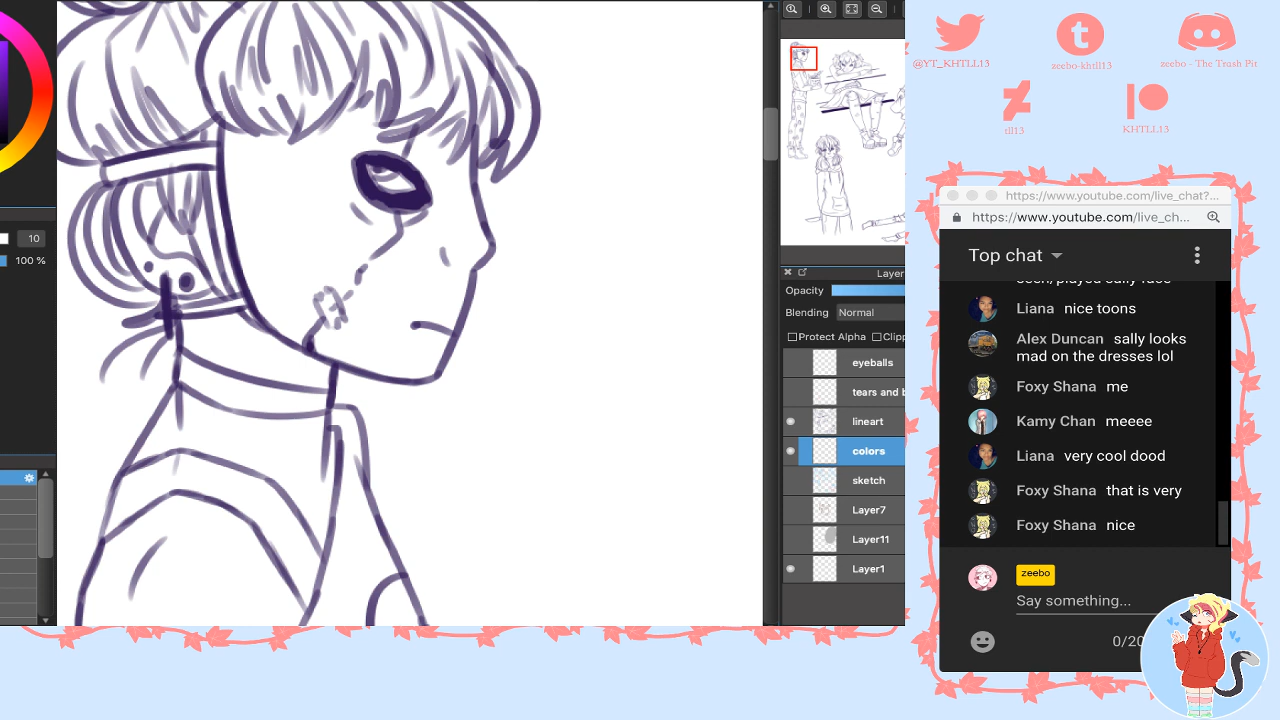 10
100 %
Layer
Opacity
Blending Normal
Protect Alpha
eyeballs
tears and
lineart
colors
sketch
Layer7
Layer11
Layer1
@YT_KHTLL13
zeebo-khtll13
zeebo - The Trash Pit
tll13
KHTLL13
https://www.youtube.com/live_chat?...
https://www.youtube.com/live_ch...
Top chat
Liana nice toons
Alex Duncan sally looks
mad on the dresses lol
Foxy Shana me
Kamy Chan meeee
Liana very cool dood
Foxy Shana that is very
Foxy Shana nice
zeebo
Say something...
0/20